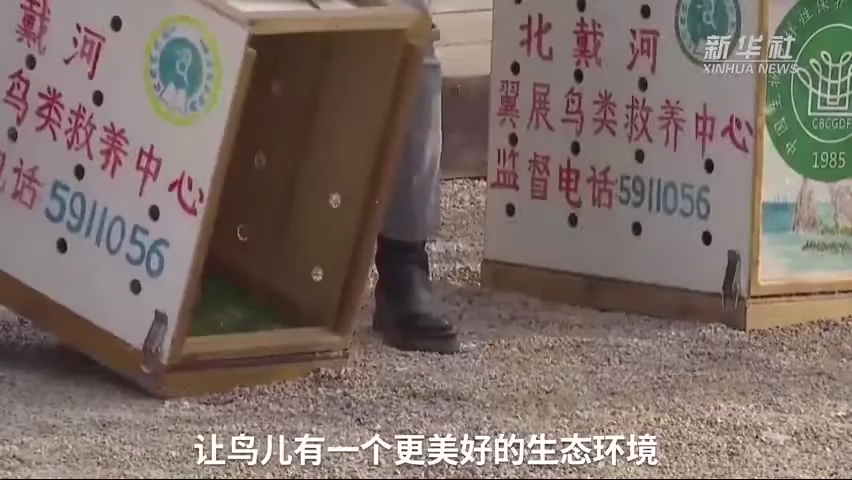 戴河
鸟类救养中心
电话5911056
北戴河
翼展鸟类救养中心
监督电话5911056
新华社
XINHUA NEWS
CBCGDF
1985
让鸟儿有一个更美好的生态环境